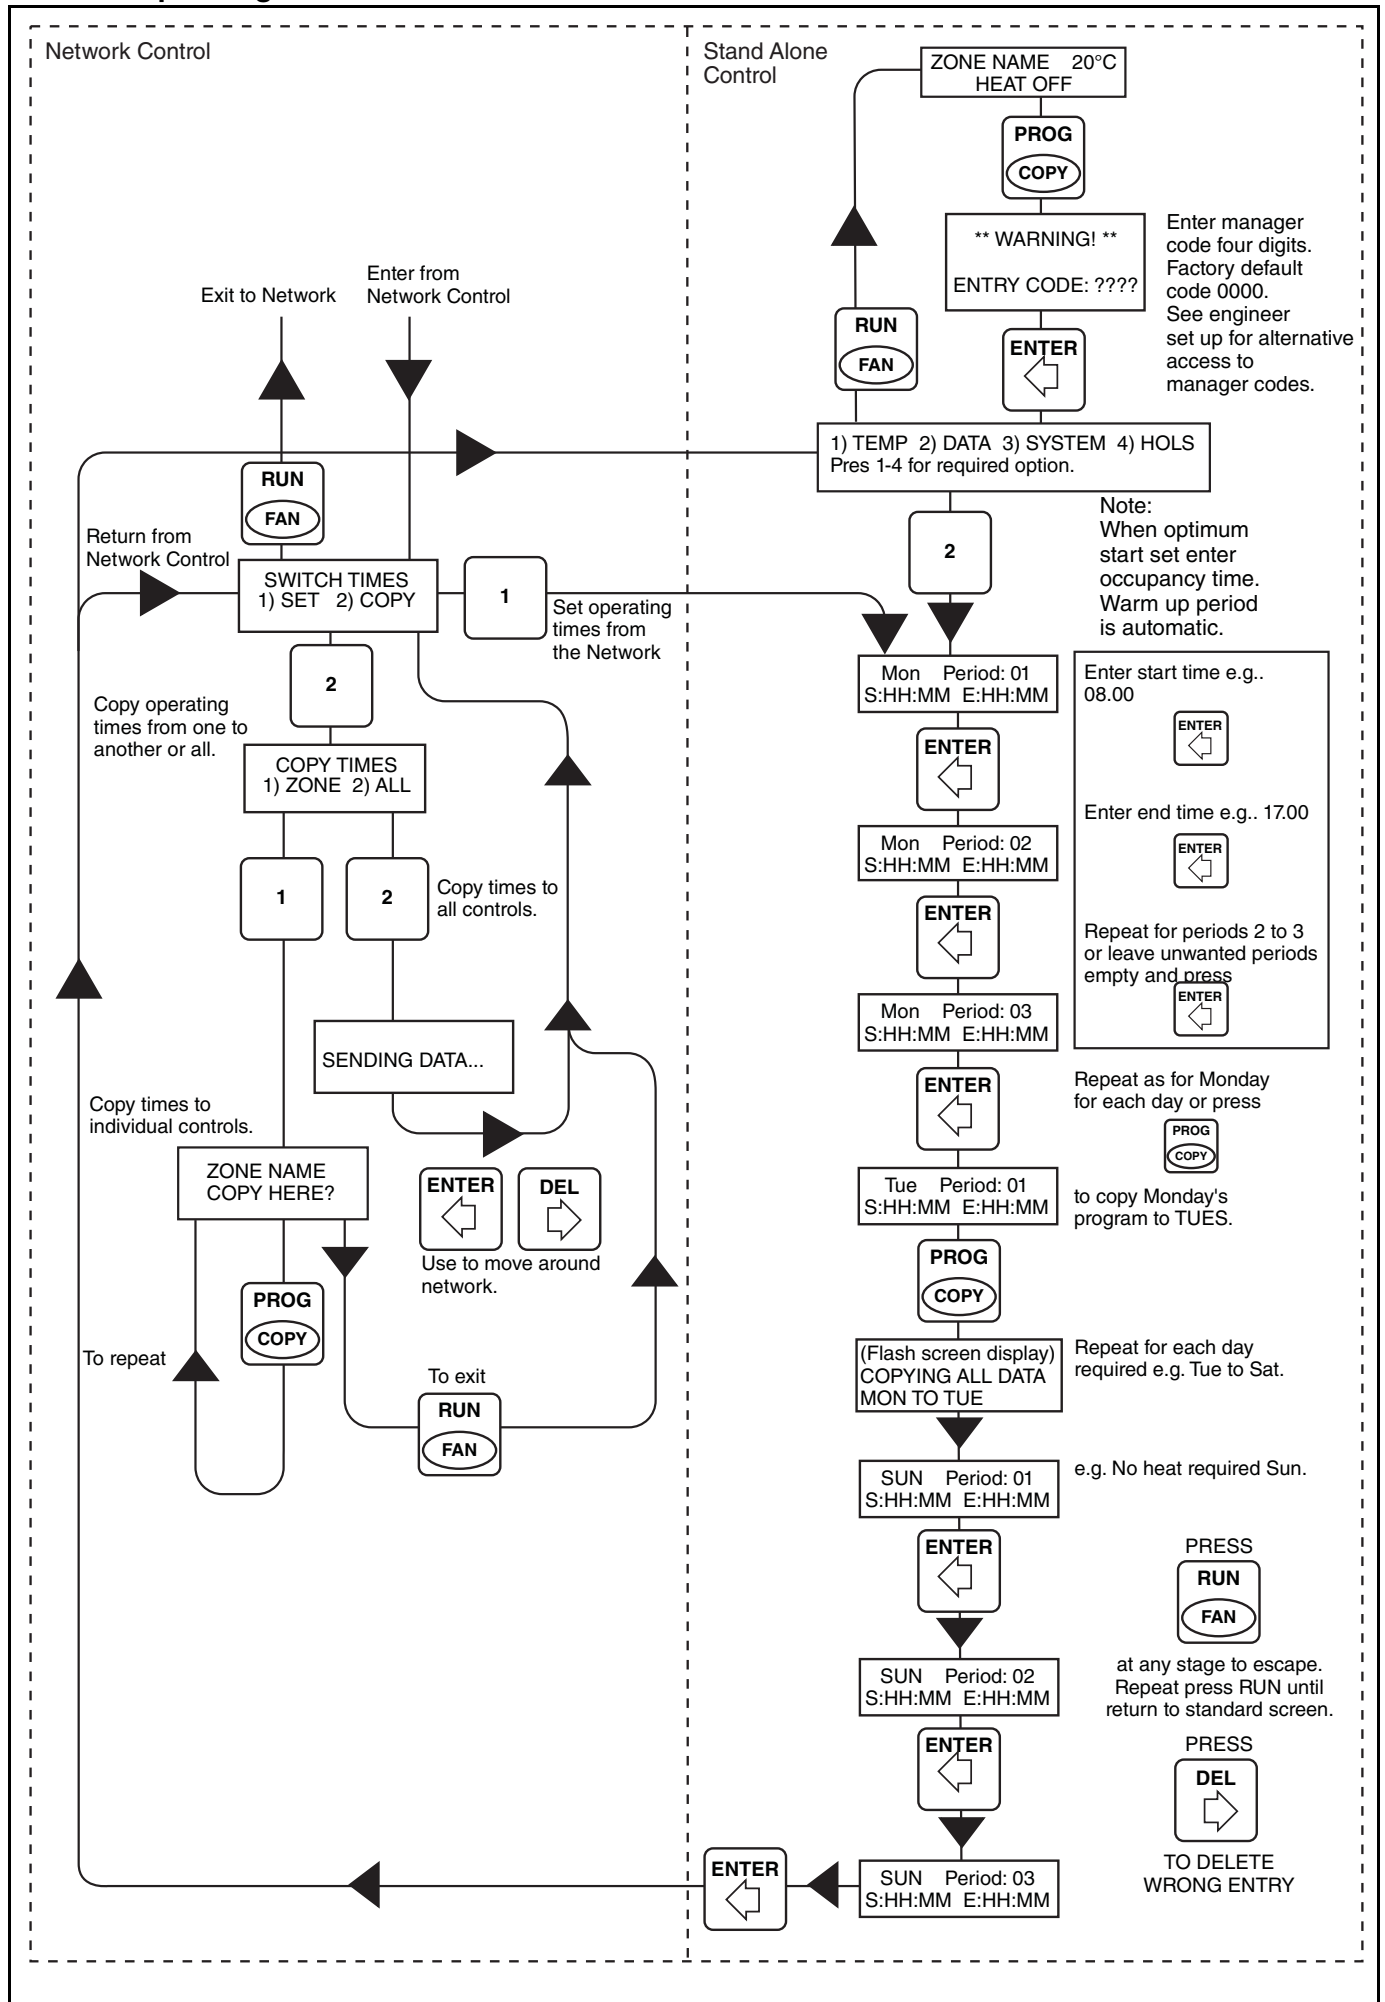 Network Control
Stand Alone
Control
ZONE NAME 20°C
HEAT OFF
PROG
COPY
** WARNING! **
ENTRY CODE: ????
Enter manager
code four digits.
Factory default
code 0000.
See engineer
set up for alternative
access to
manager codes.
ENTER
RUN
FAN
Exit to Network
Enter from
Network Control
1) TEMP 2) DATA 3) SYSTEM 4) HOLS
Pres 1-4 for required option.
RUN
FAN
2
Note:
When optimum
start set enter
occupancy time.
Warm up period
is automatic.
Return from
Network Control
SWITCH TIMES
1) SET 2) COPY
1
Set operating
times from
the Network
2
Copy operating
times from one to
another or all.
COPY TIMES
1) ZONE 2) ALL
1
2
Copy times to
all controls.
SENDING DATA...
Copy times to
individual controls.
ZONE NAME
COPY HERE?
ENTER
DEL
Use to move around
network.
PROG
COPY
To repeat
To exit
RUN
FAN
Mon Period: 01
S:HH:MM E:HH:MM
ENTER
Mon Period: 02
S:HH:MM E:HH:MM
ENTER
Mon Period: 03
S:HH:MM E:HH:MM
ENTER
Enter start time e.g..
08.00
ENTER
Enter end time e.g.. 17.00
ENTER
Repeat for periods 2 to 3
or leave unwanted periods
empty and press
ENTER
Repeat as for Monday
for each day or press
PROG
COPY
to copy Monday's
program to TUES.
Tue Period: 01
S:HH:MM E:HH:MM
PROG
COPY
(Flash screen display)
COPYING ALL DATA
MON TO TUE
Repeat for each day
required e.g. Tue to Sat.
SUN Period: 01
S:HH:MM E:HH:MM
e.g. No heat required Sun.
ENTER
SUN Period: 02
S:HH:MM E:HH:MM
ENTER
SUN Period: 03
S:HH:MM E:HH:MM
ENTER
PRESS
RUN
FAN
at any stage to escape.
Repeat press RUN until
return to standard screen.
PRESS
DEL
TO DELETE
WRONG ENTRY